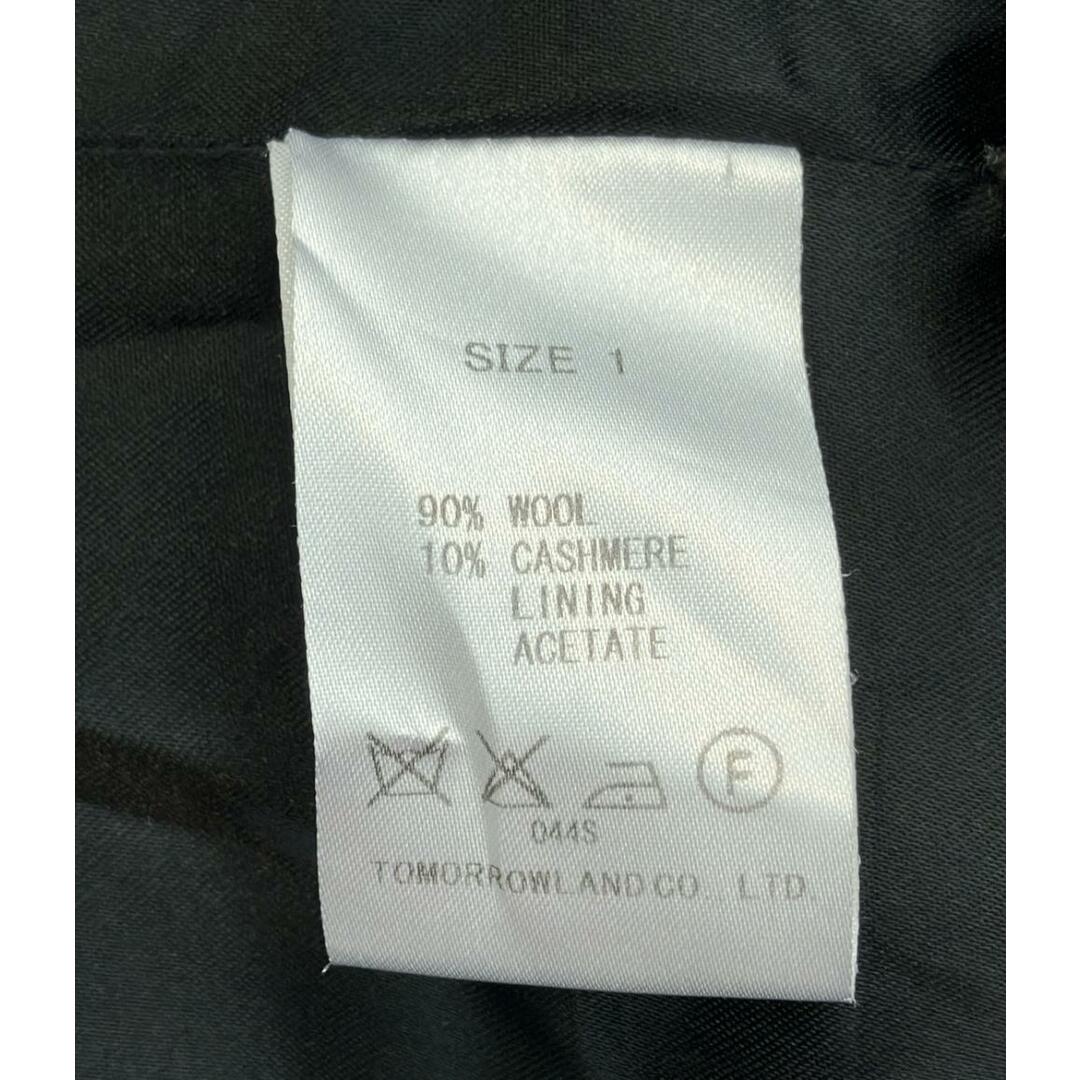 SIZE 1
90% WOOL
10% CASHMERE
LINING
ACETATE
F
044S
TOMORROWLAND CO., LTD